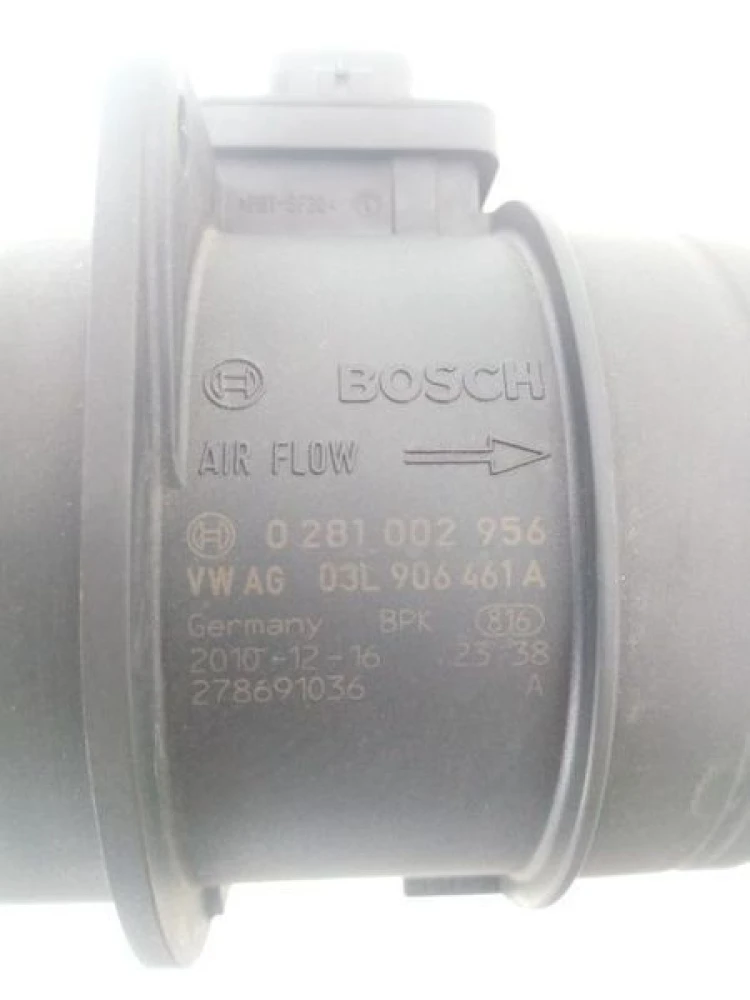 BOSCH
AIR FLOW
0 281 002 956
VW AG 03L 906 461 A
Germany BPK 816
2010-12-16 23 38
278691036 A